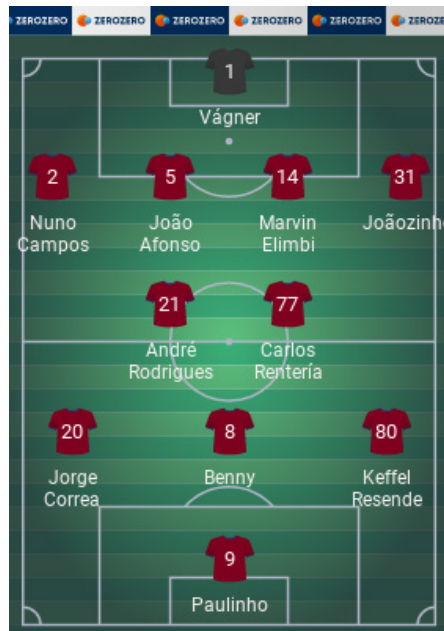 ZEROZERO ZEROZERO ZEROZERO ZEROZERO ZEROZERO ZEROZE
1
Vágner
2 5 14 31
Nuno João Marvin Joãozinho
Campos Afonso Elimbi
21 77
André Carlos
Rodrigues Rentería
20 8 80
Jorge Benny Keffel
Correa Resende
9
Paulinho